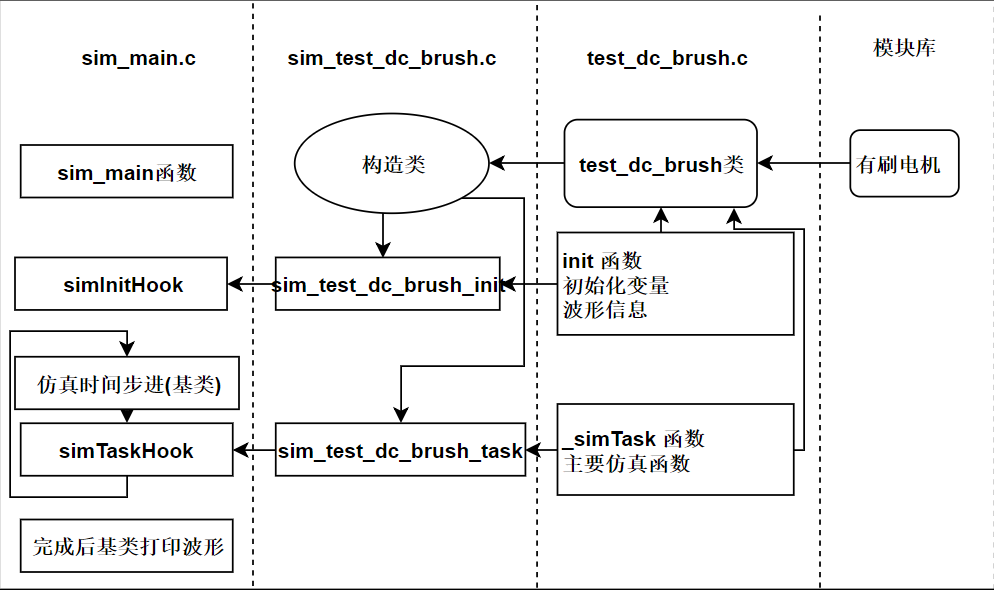 sim_main.c
sim_test_dc_brush.c
test_dc_brush.c
模块库
sim_main函数
构造类
test_dc_brush类
有刷电机
simInitHook
sim_test_dc_brush_init
init 函数
初始化变量
波形信息
仿真时间步进(基类)
simTaskHook
sim_test_dc_brush_task
_simTask 函数
主要仿真函数
完成后基类打印波形